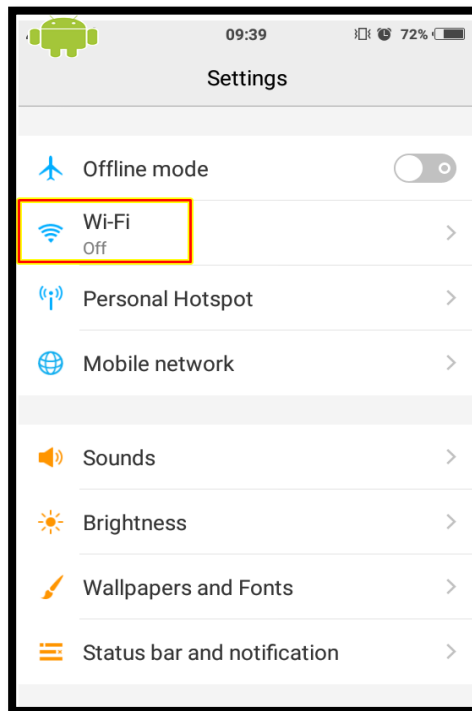 09:39
72%
Settings
Offline mode
Wi-Fi
Off
Personal Hotspot
Mobile network
Sounds
Brightness
Wallpapers and Fonts
Status bar and notification